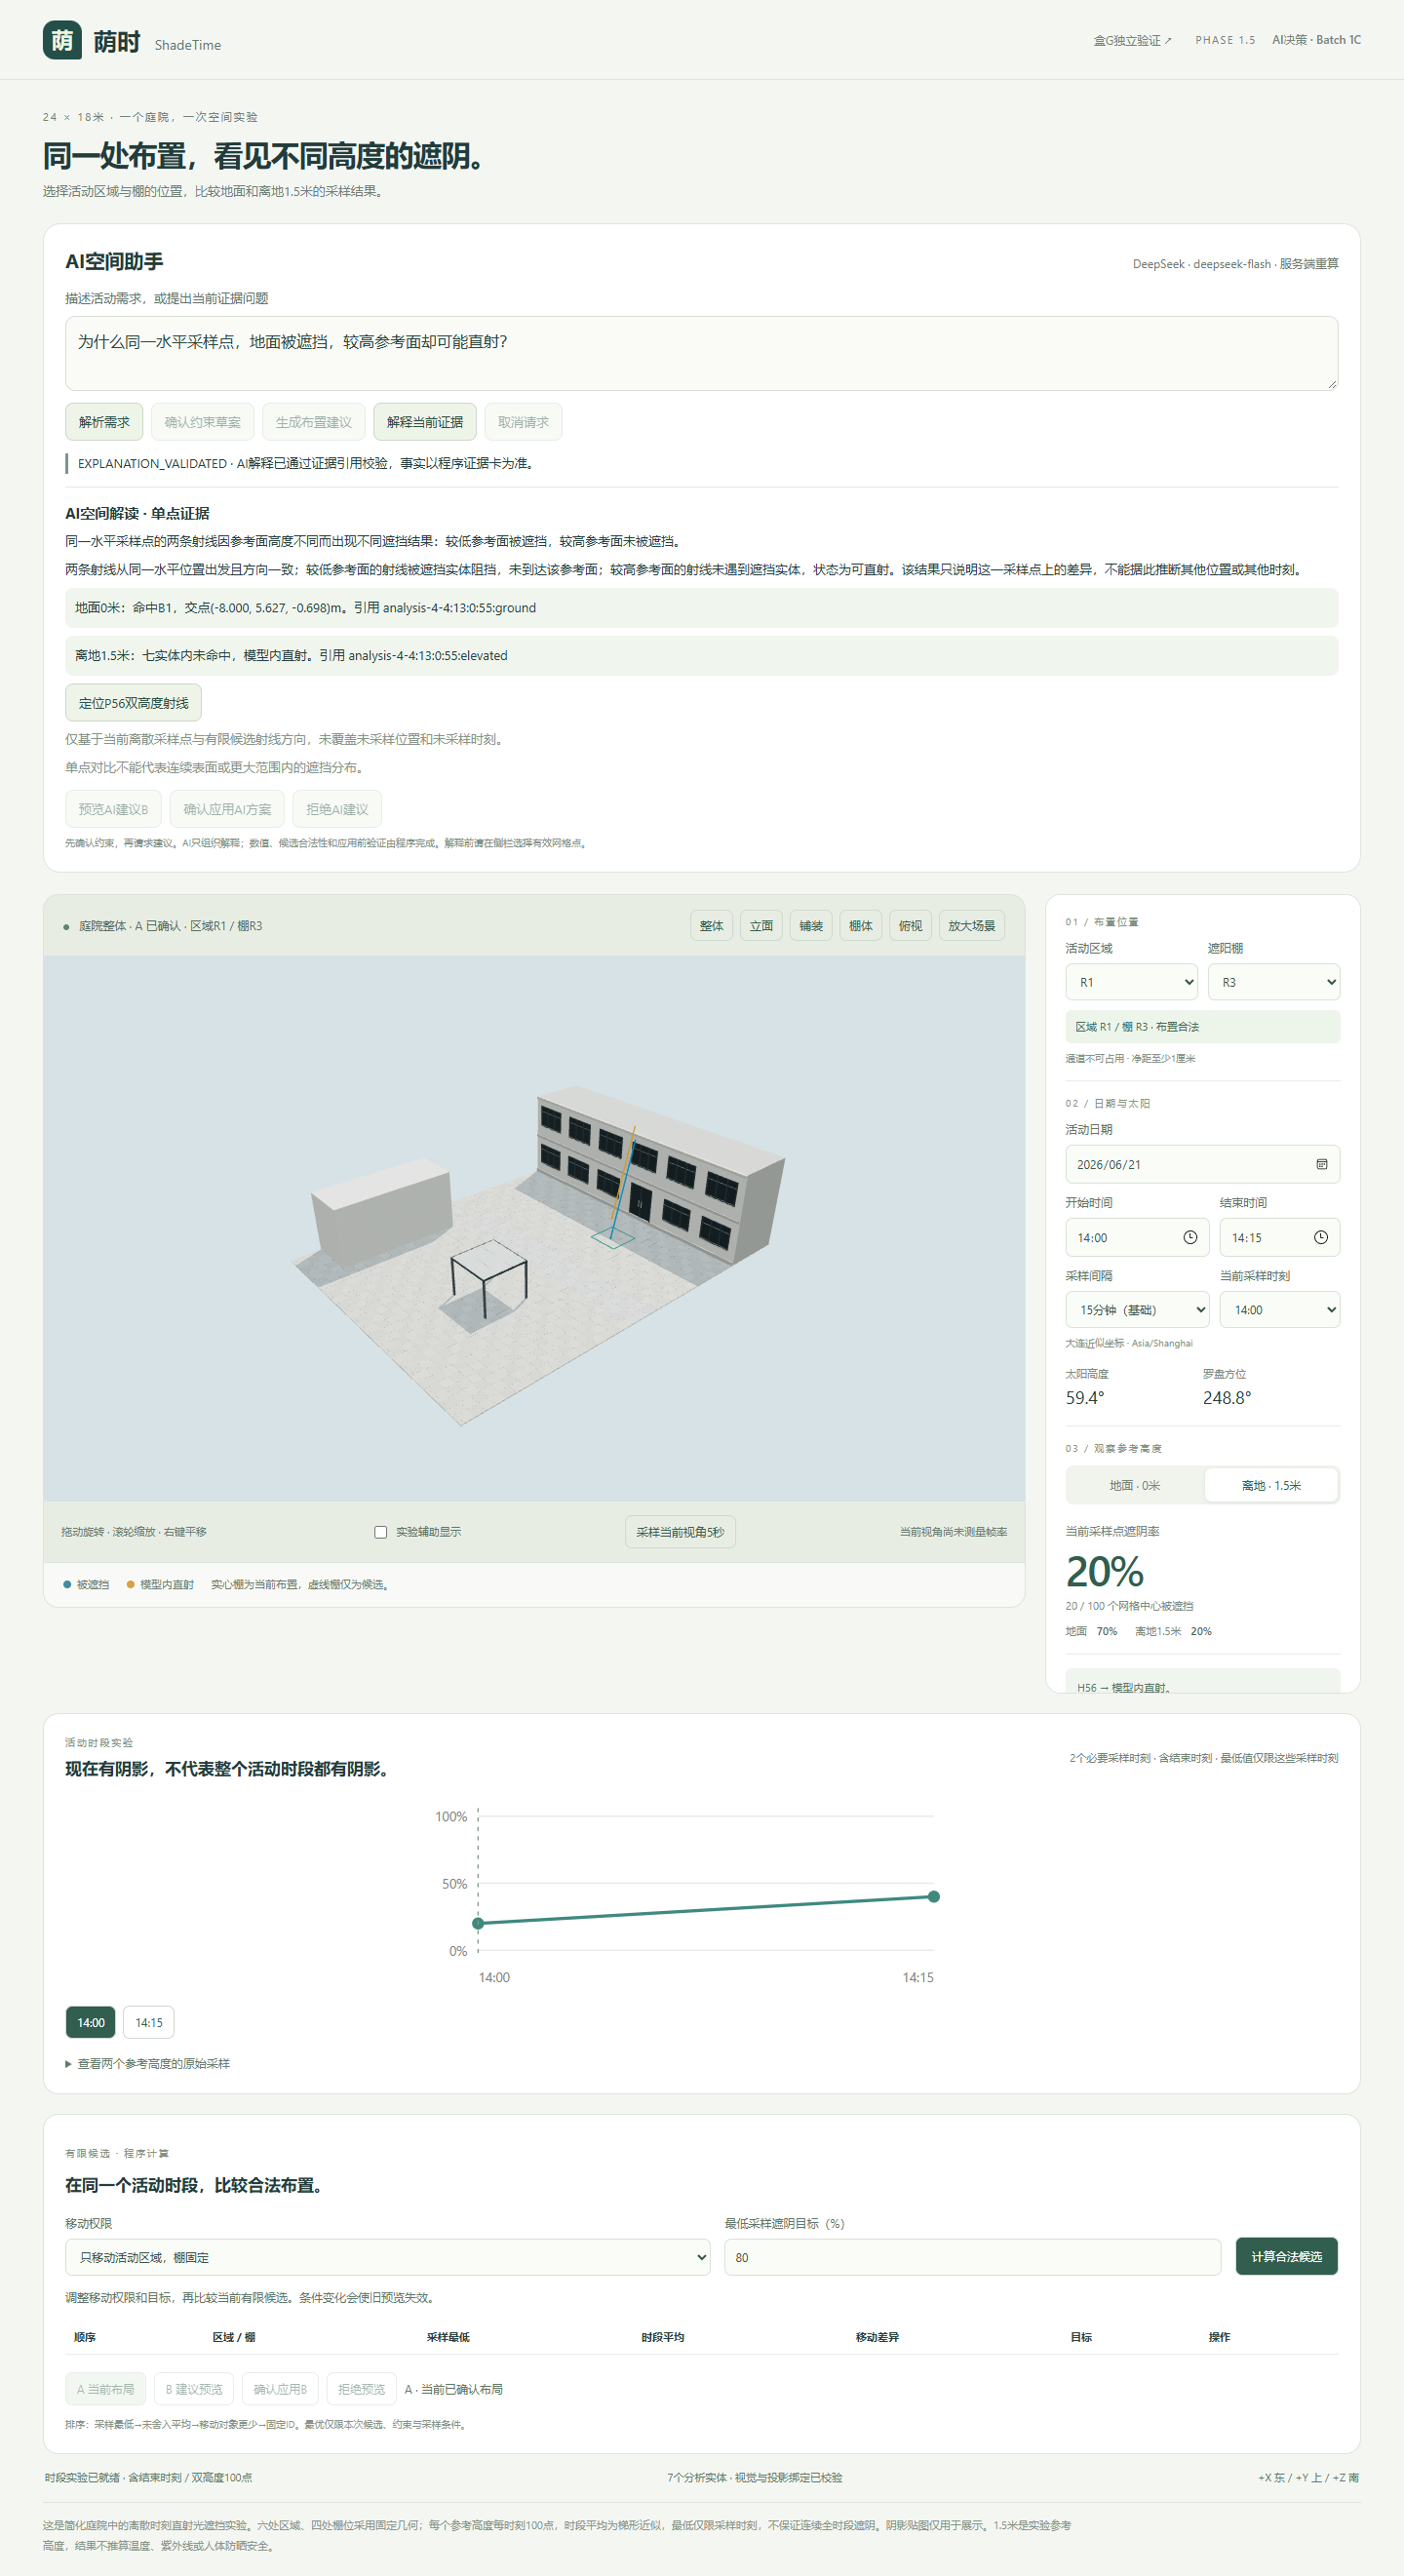 荫 荫时 ShadeTime
盒G独立验证 ↗ PHASE 1.5 AI决策 · Batch 1C
24 × 18米 · 一个庭院，一次空间实验
同一处布置，看见不同高度的遮阴。
选择活动区域与棚的位置，比较地面和离地1.5米的采样结果。
AI空间助手
DeepSeek · deepseek-flash · 服务端重算
描述活动需求，或提出当前证据问题
为什么同一水平采样点，地面被遮挡，较高参考面却可能直射？
解析需求 确认约束草案 生成布置建议 解释当前证据 取消请求
EXPLANATION_VALIDATED · AI解释已通过证据引用校验，事实以程序证据卡为准。
AI空间解读 · 单点证据
同一水平采样点的两条射线因参考面高度不同而出现不同遮挡结果：较低参考面被遮挡，较高参考面未被遮挡。
两条射线从同一水平位置出发且方向一致；较低参考面的射线被遮挡实体阻挡，未到达该参考面；较高参考面的射线未遇到遮挡实体，状态为可直射。该结果只说明这一采样点上的差异，不能据此推断其他位置或其他时刻。
地面0米：命中B1，交点(-8.000, 5.627, -0.698)m。引用 analysis-4-4:13:0:55:ground
离地1.5米：七实体内未命中，模型内直射。引用 analysis-4-4:13:0:55:elevated
定位P56双高度射线
仅基于当前离散采样点与有限候选射线方向，未覆盖未采样位置和未采样时刻。
单点对比不能代表连续表面或更大范围内的遮挡分布。
预览AI建议B 确认应用AI方案 拒绝AI建议
先确认约束，再请求建议。AI只组织解释；数值、候选合法性和应用前验证由程序完成。解释前请在侧栏选择有效网格点。
庭院整体 · A 已确认 · 区域R1 / 棚R3
整体 立面 铺装 棚体 俯视 放大场景
拖动旋转 · 滚轮缩放 · 右键平移
实验辅助显示
采样当前视角5秒
当前视角尚未测量帧率
被遮挡 模型内直射 实心棚为当前布置，虚线棚仅为候选。
01 / 布置位置
活动区域 遮阳棚
R1 R3
区域 R1 / 棚 R3 · 布置合法
通道不可占用 · 净距至少1厘米
02 / 日期与太阳
活动日期
2026/06/21
开始时间 结束时间
14:00 14:15
采样间隔 当前采样时刻
15分钟（基础） 14:00
大连近似坐标 · Asia/Shanghai
太阳高度 罗盘方位
59.4° 248.8°
03 / 观察参考高度
地面 · 0米 离地 · 1.5米
当前采样点遮阴率
20%
20 / 100 个网格中心被遮挡
地面 70% 离地1.5米 20%
H56 → 模型内直射。
活动时段实验
现在有阴影，不代表整个活动时段都有阴影。
2个必要采样时刻 · 含结束时刻 · 最低值仅限这些采样时刻
100%
50%
0%
14:00 14:15
14:00 14:15
查看两个参考高度的原始采样
有限候选 · 程序计算
在同一个活动时段，比较合法布置。
移动权限 最低采样遮阴目标（%）
只移动活动区域，棚固定 80 计算合法候选
调整移动权限和目标，再比较当前有限候选。条件变化会使旧预览失效。
顺序 区域 / 棚 采样最低 时段平均 移动差异 目标 操作
A 当前布局 B 建议预览 确认应用B 拒绝预览 A · 当前已确认布局
排序：采样最低→未舍入平均→移动对象更少→固定ID。最优仅限本次候选、约束与采样条件。
时段实验已就绪 · 含结束时刻 / 双高度100点 7个分析实体 · 视觉与投影绑定已校验 +X 东 / +Y 上 / +Z 南
这是简化庭院中的离散时刻直射光遮挡实验。六处区域、四处棚位采用固定几何；每个参考高度每时刻100点，时段平均为梯形近似，最低仅限采样时刻，不保证连续全时段遮阴。阴影贴图仅用于展示。1.5米是实验参考
高度，结果不推算温度、紫外线或人体防晒安全。